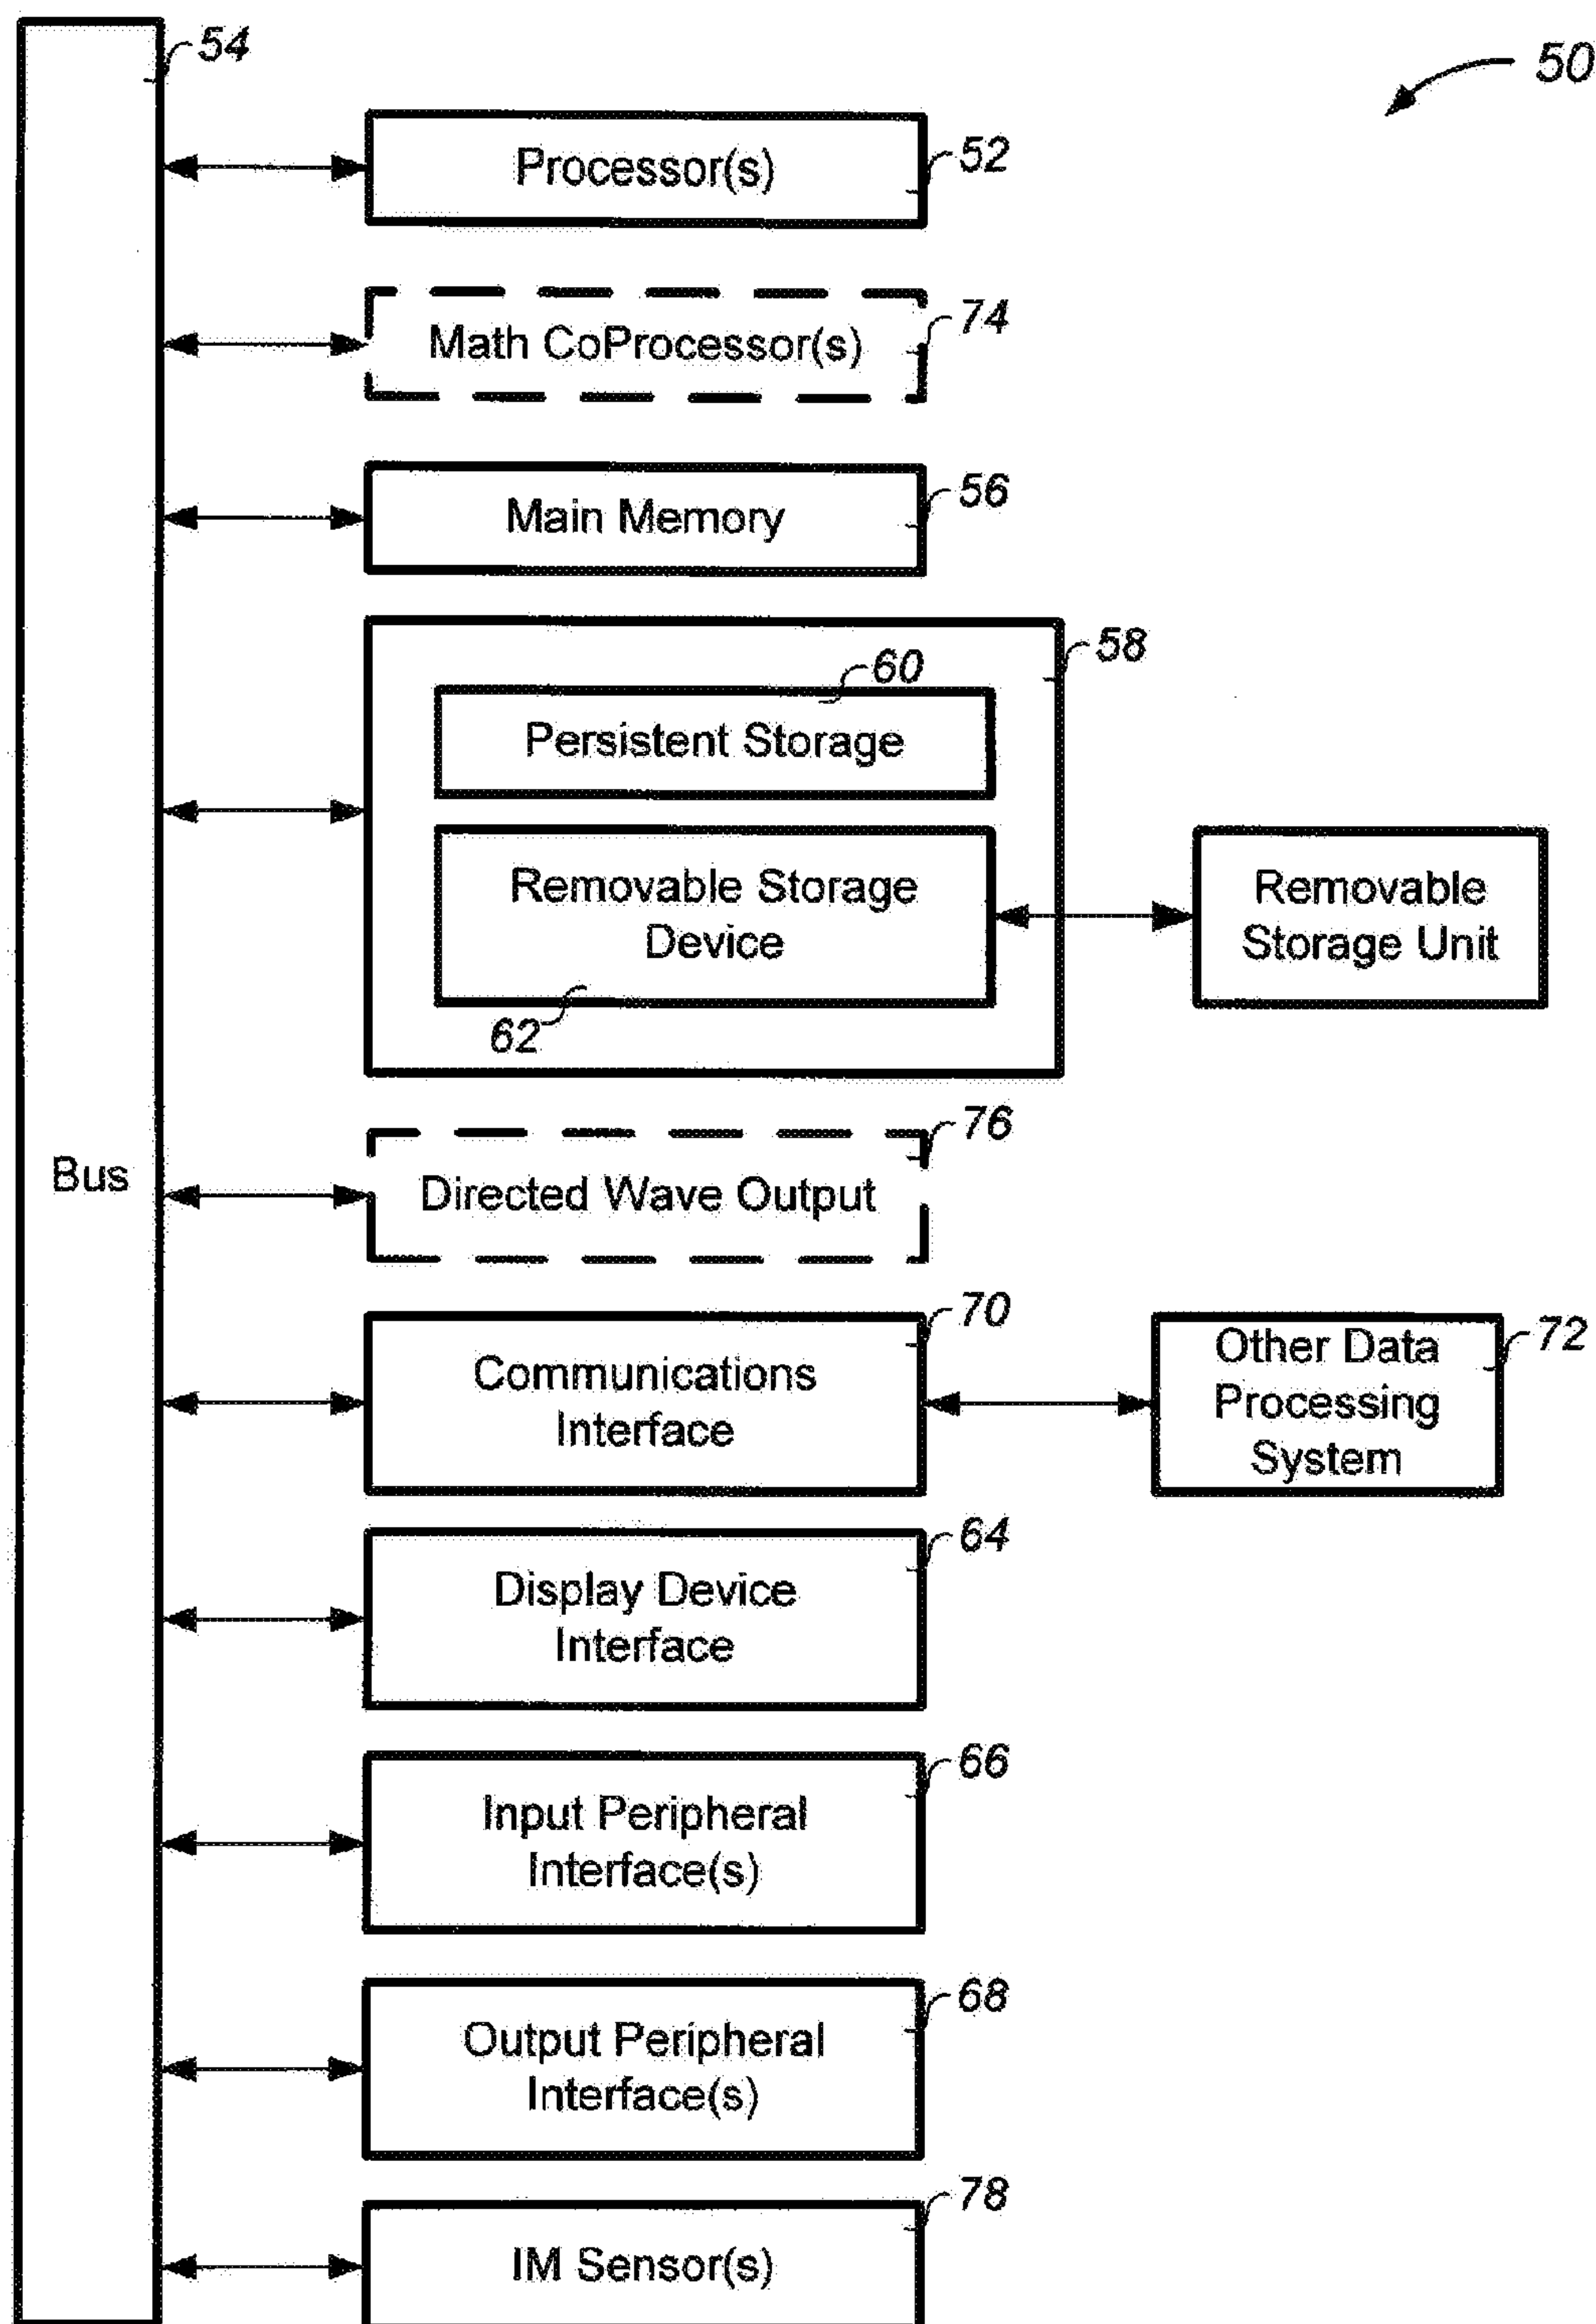 54
50
Processor(s)
52
Math CoProcessor(s)
74
Main Memory
56
58
60
Persistent Storage
Removable Storage
Device
62
Removable
Storage Unit
Bus
76
Directed Wave Output
70
Communications
Interface
Other Data
Processing
System
72
64
Display Device
Interface
66
Input Peripheral
Interface(s)
68
Output Peripheral
Interface(s)
78
IM Sensor(s)